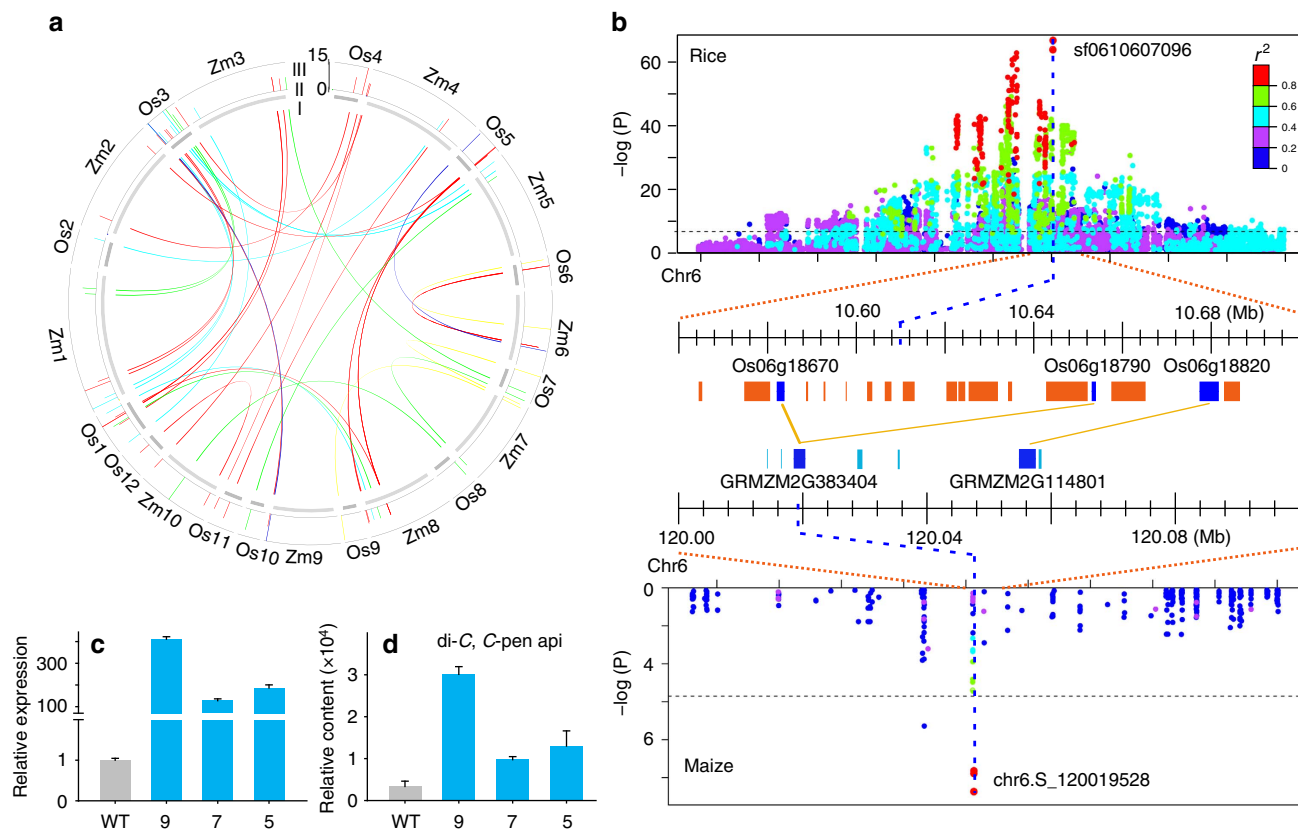 a
Os4
Zm4
Os5
Zm5
Os6
Zm6
Os7
Zm7
Os8
Zm8
Os9
Zm9
Os10
Os11
Zm10
Os12
Os1
Zm1
Os2
Zm2
Os3
Zm3
15
0
III
II
I
b
Rice
sf0610607096
r²
0.8
0.6
0.4
0.2
0
–log (P)
60
40
20
0
Chr6
10.60
10.64
10.68 (Mb)
Os06g18670
Os06g18790
Os06g18820
GRMZM2G383404
GRMZM2G114801
120.00
120.04
120.08 (Mb)
Chr6
0
4
6
–log (P)
Maize
chr6.S_120019528
c
Relative expression
300
100
1
0
WT
9
7
5
d
di-C, C-pen api
Relative content (×10⁴)
3
2
1
0
WT
9
7
5